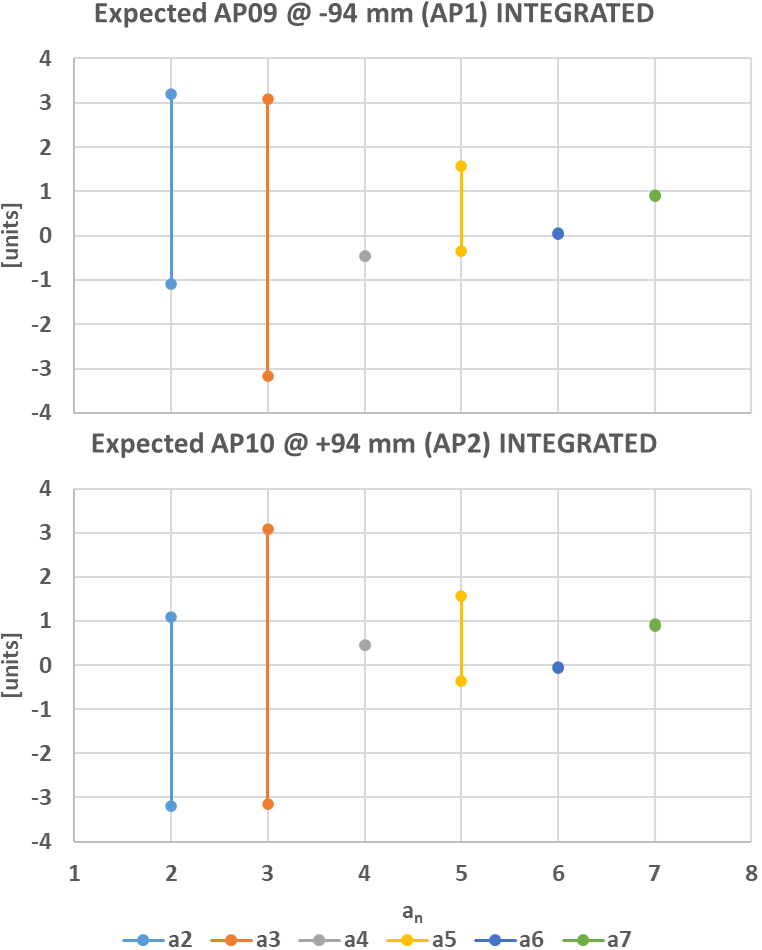 Expected AP09 @ -94 mm (AP1) INTEGRATED
4
3
2
1
0
-1
-2
-3
-4
[units]
Expected AP10 @ +94 mm (AP2) INTEGRATED
4
3
2
1
0
-1
-2
-3
-4
[units]
1 2 3 4 5 6 7 8
an
a2 a3 a4 a5 a6 a7